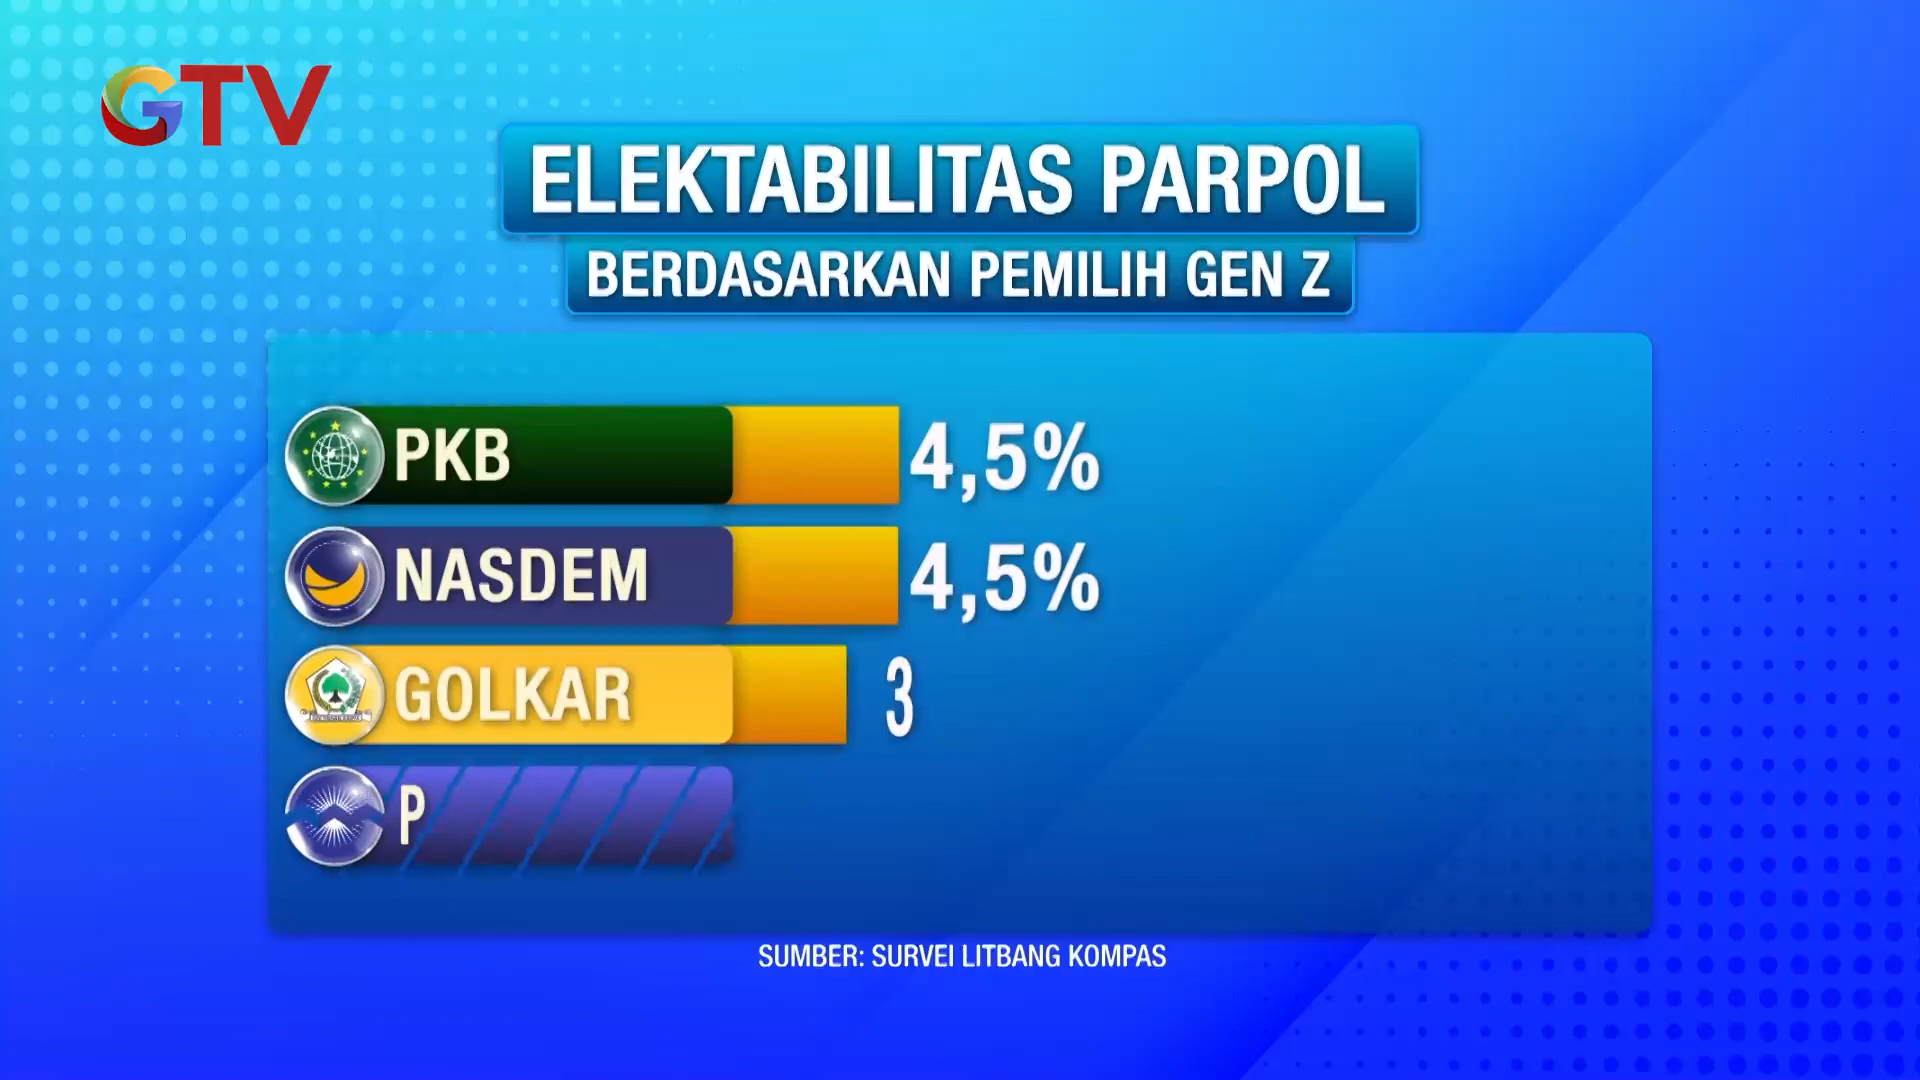 GTV
ELEKTABILITAS PARPOL
BERDASARKAN PEMILIH GEN Z
PKB 4,5%
NASDEM 4,5%
GOLKAR 3
P
SUMBER: SURVEI LITBANG KOMPAS